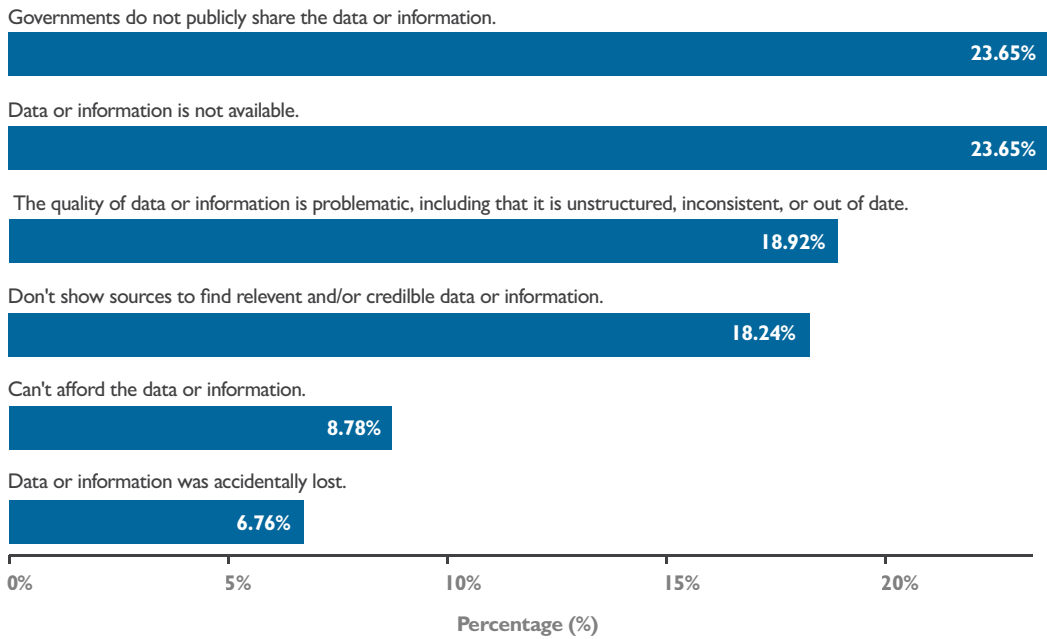 Governments do not publicly share the data or information.
23.65%
Data or information is not available.
23.65%
The quality of data or information is problematic, including that it is unstructured, inconsistent, or out of date.
18.92%
Don't show sources to find relevent and/or credilble data or information.
18.24%
Can't afford the data or information.
8.78%
Data or information was accidentally lost.
6.76%
0% 5% 10% 15% 20%
Percentage (%)